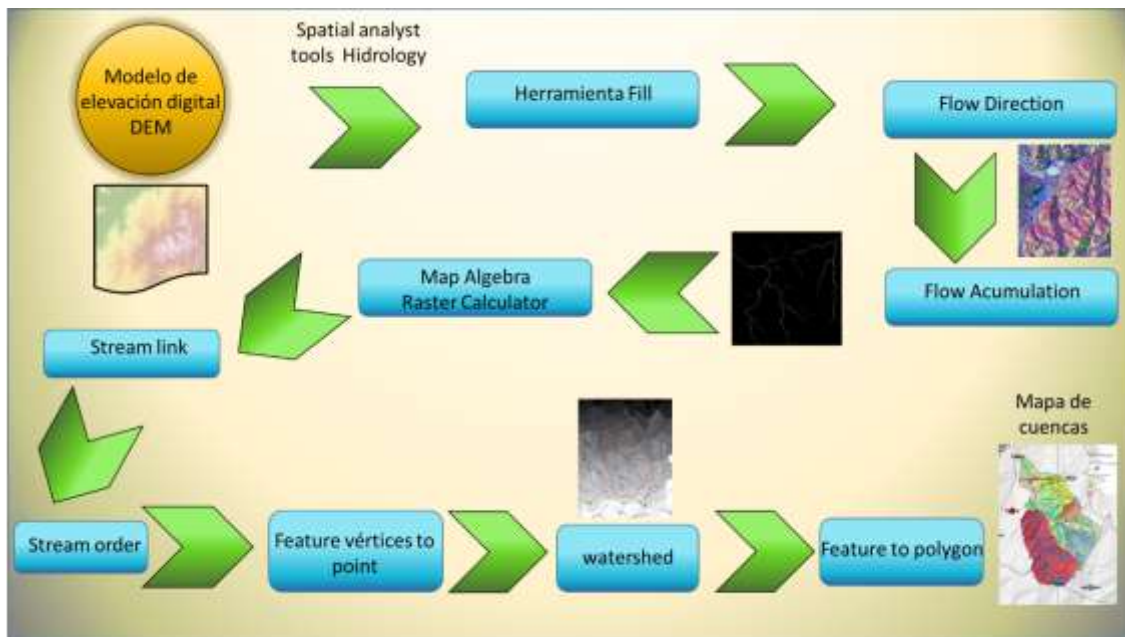 Modelo de
elevación digital
DEM
Spatial analyst
tools Hidrology
Herramienta Fill
Flow Direction
Flow Acumulation
Map Algebra
Raster Calculator
Stream link
Stream order
Feature vértices to
point
watershed
Feature to polygon
Mapa de
cuencas